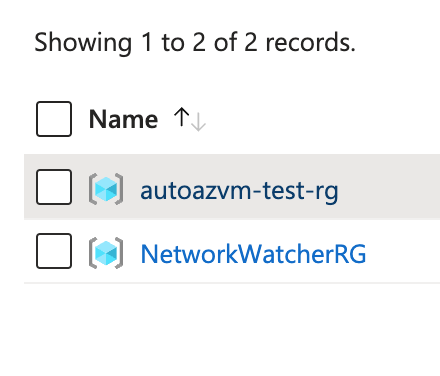 Showing 1 to 2 of 2 records.
Name ↑↓
autoazvm-test-rg
NetworkWatcherRG